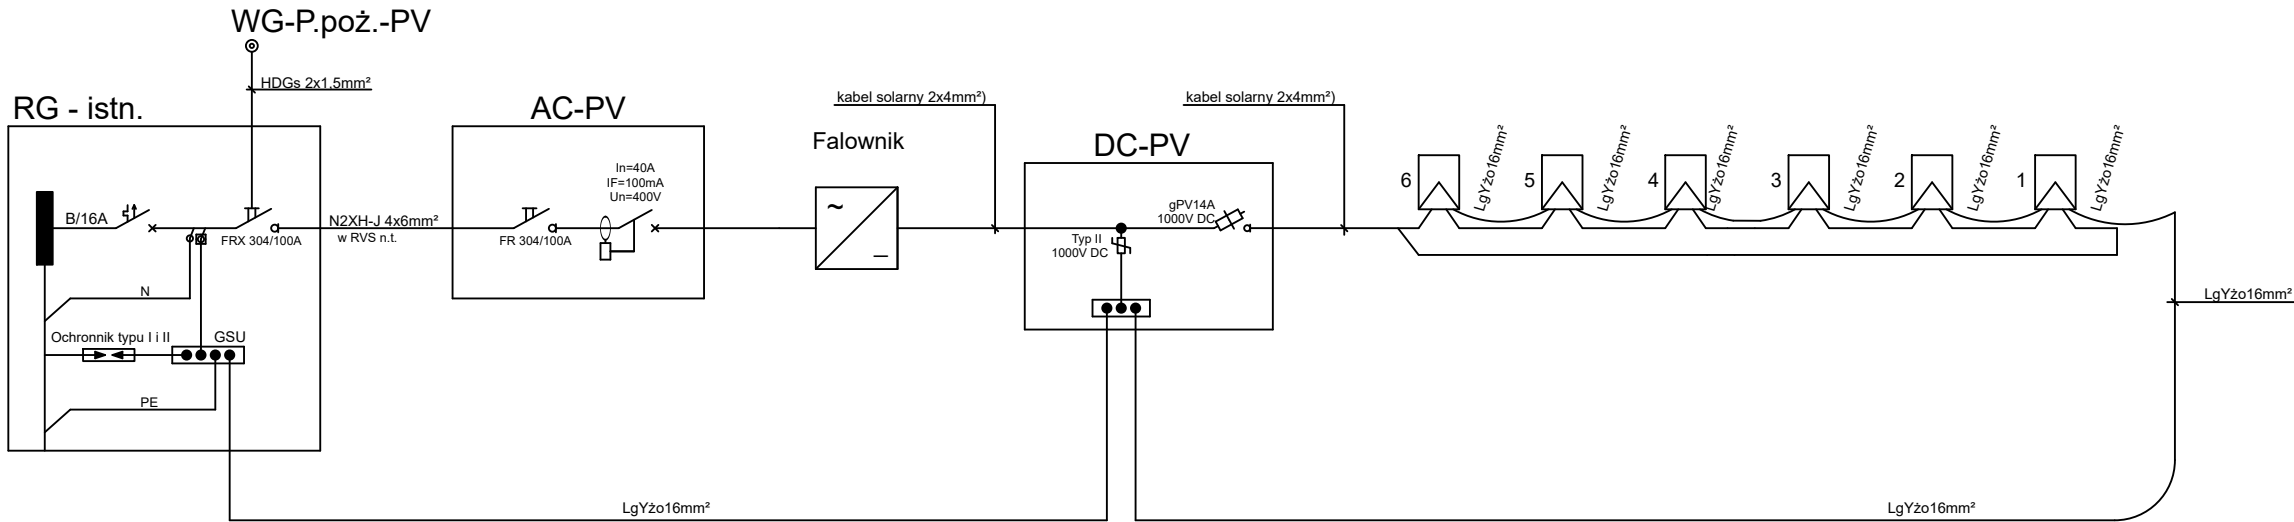 WG-P.poż.-PV
HDGs 2x1.5mm²
RG - istn.
B/16A
FRX 304/100A
N
Ochronnik typu I i II
GSU
PE
N2XH-J 4x6mm²
w RVS n.t.
AC-PV
In=40A
IF=100mA
Un=400V
FR 304/100A
Falownik
~
–
kabel solarny 2x4mm²)
DC-PV
gPV14A
1000V DC
Typ II
1000V DC
kabel solarny 2x4mm²)
6
LgYżo16mm²
5
LgYżo16mm²
4
LgYżo16mm²
3
LgYżo16mm²
2
LgYżo16mm²
1
LgYżo16mm²
LgYżo16mm²
LgYżo16mm²
LgYżo16mm²